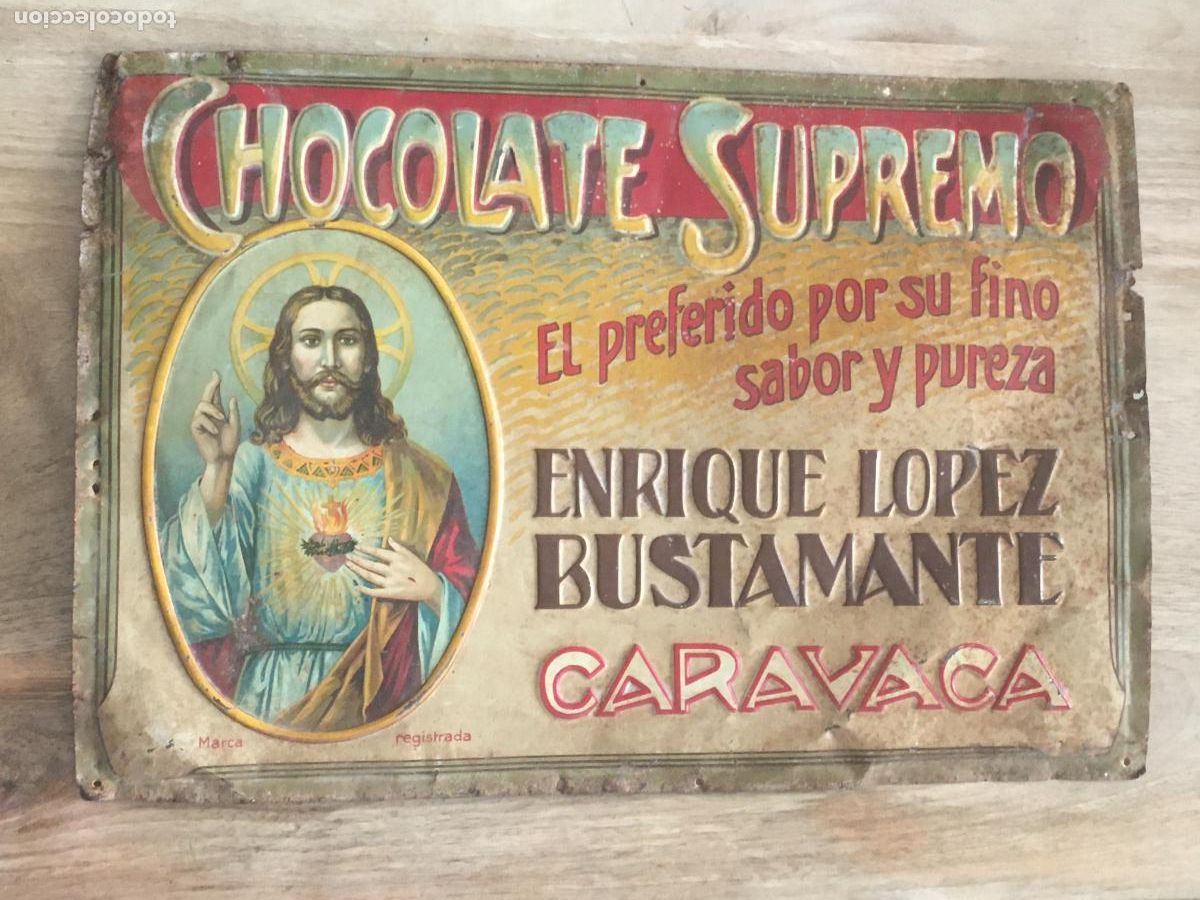 todocoleccion
CHOCOLATE SUPREMO
El preferido por su fino
sabor y pureza
ENRIQUE LOPEZ
BUSTAMANTE
CARAVACA
Marca registrada